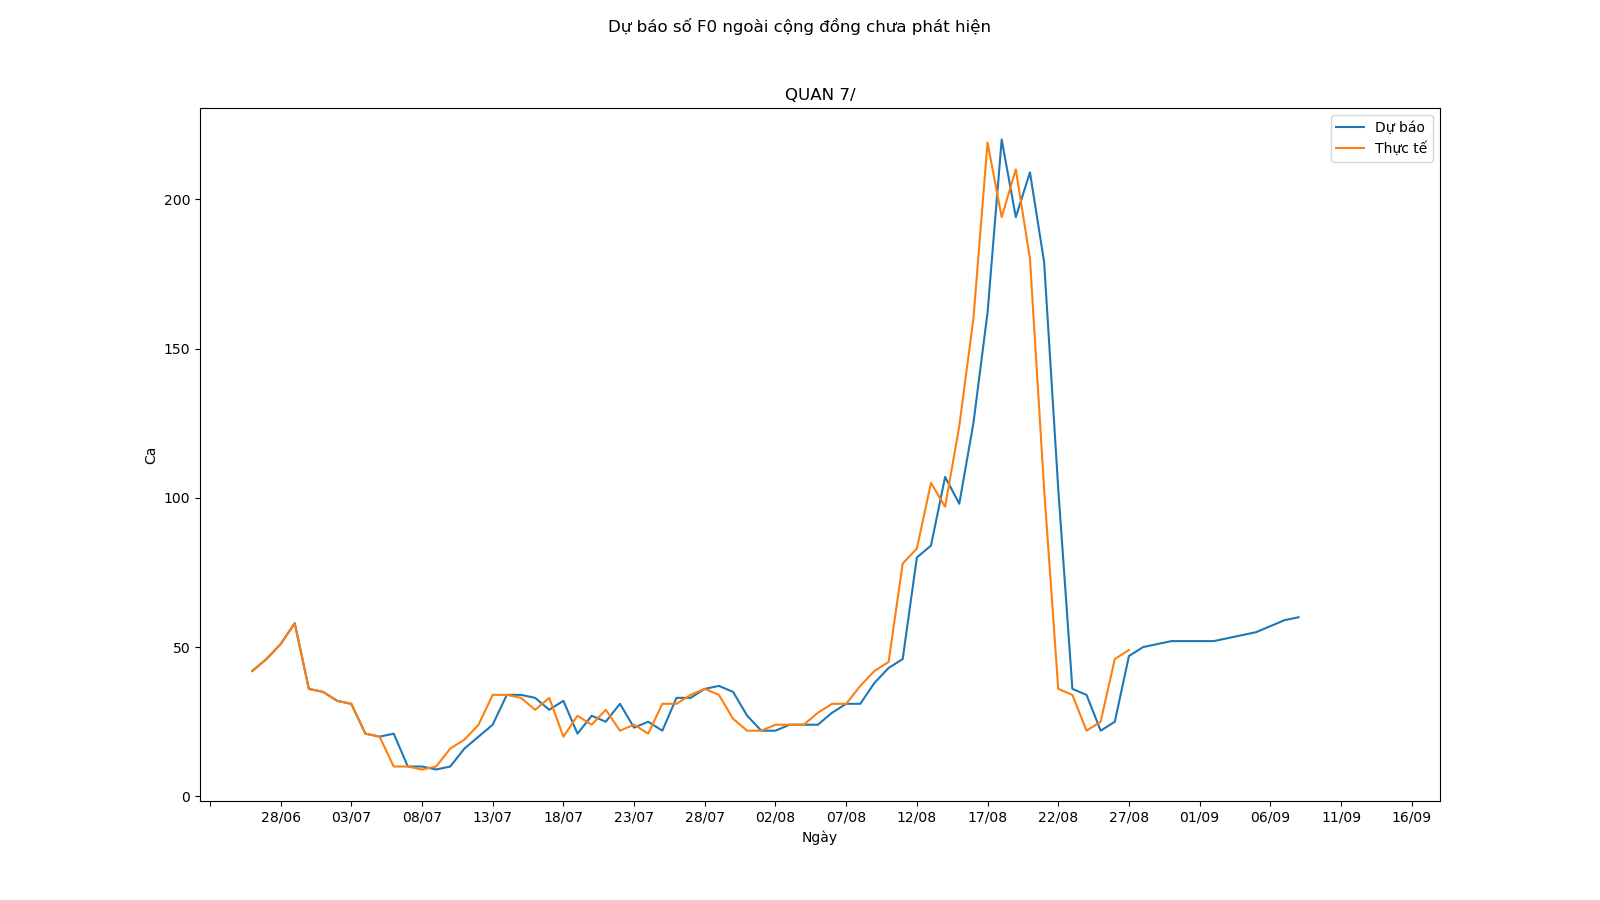 Dự báo số F0 ngoài cộng đồng chưa phát hiện
QUAN 7/
Dự báo
Thực tế
200
150
100
50
0
Ca
28/06 03/07 08/07 13/07 18/07 23/07 28/07 02/08 07/08 12/08 17/08 22/08 27/08 01/09 06/09 11/09 16/09
Ngày